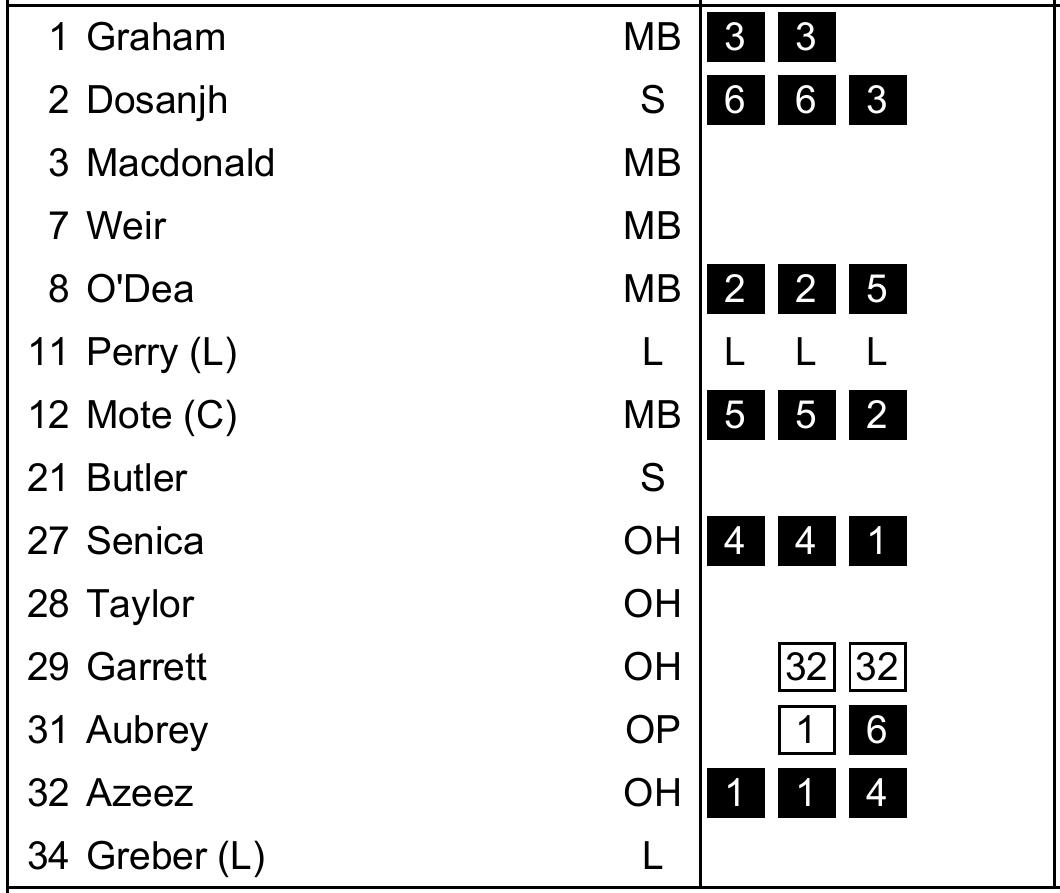 1 Graham MB 3 3
2 Dosanjh S 6 6 3
3 Macdonald MB
7 Weir MB
8 O'Dea MB 2 2 5
11 Perry (L) L L L L
12 Mote (C) MB 5 5 2
21 Butler S
27 Senica OH 4 4 1
28 Taylor OH
29 Garrett OH 32 32
31 Aubrey OP 1 6
32 Azeez OH 1 1 4
34 Greber (L) L